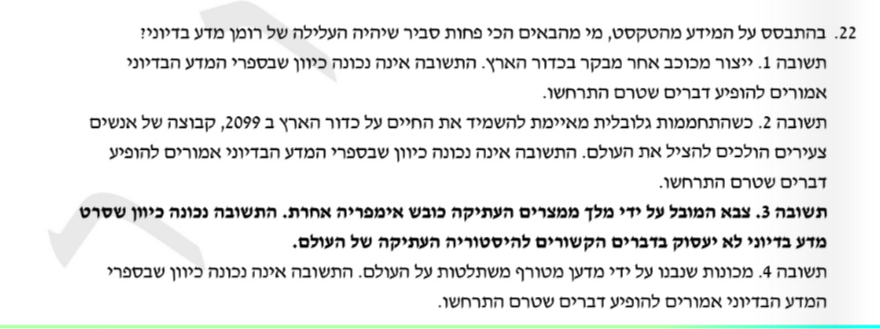 22. בהתבסס על המידע מהטקסט, מי מהבאים הכי פחות סביר שיהיה העלילה של רומן מדע בדיוני?
תשובה 1. ייצור מכוכב אחר מבקר בכדור הארץ. התשובה אינה נכונה כיוון שבספרי המדע הבדיוני
אמורים להופיע דברים שטרם התרחשו.
תשובה 2. כשהתחממות גלובלית מאיימת להשמיד את החיים על כדור הארץ ב 2099, קבוצה של אנשים
צעירים הולכים להציל את העולם. התשובה אינה נכונה כיוון שבספרי המדע הבדיוני אמורים להופיע
דברים שטרם התרחשו.
תשובה 3. צבא המובל על ידי מלך ממצרים העתיקה כובש אימפריה אחרת. התשובה נכונה כיוון שסרט
מדע בדיוני לא יעסוק בדברים הקשורים להיסטוריה העתיקה של העולם.
תשובה 4. מכונות שנבנו על ידי מדען מטורף משתלטות על העולם. התשובה אינה נכונה כיוון שבספרי
המדע הבדיוני אמורים להופיע דברים שטרם התרחשו.